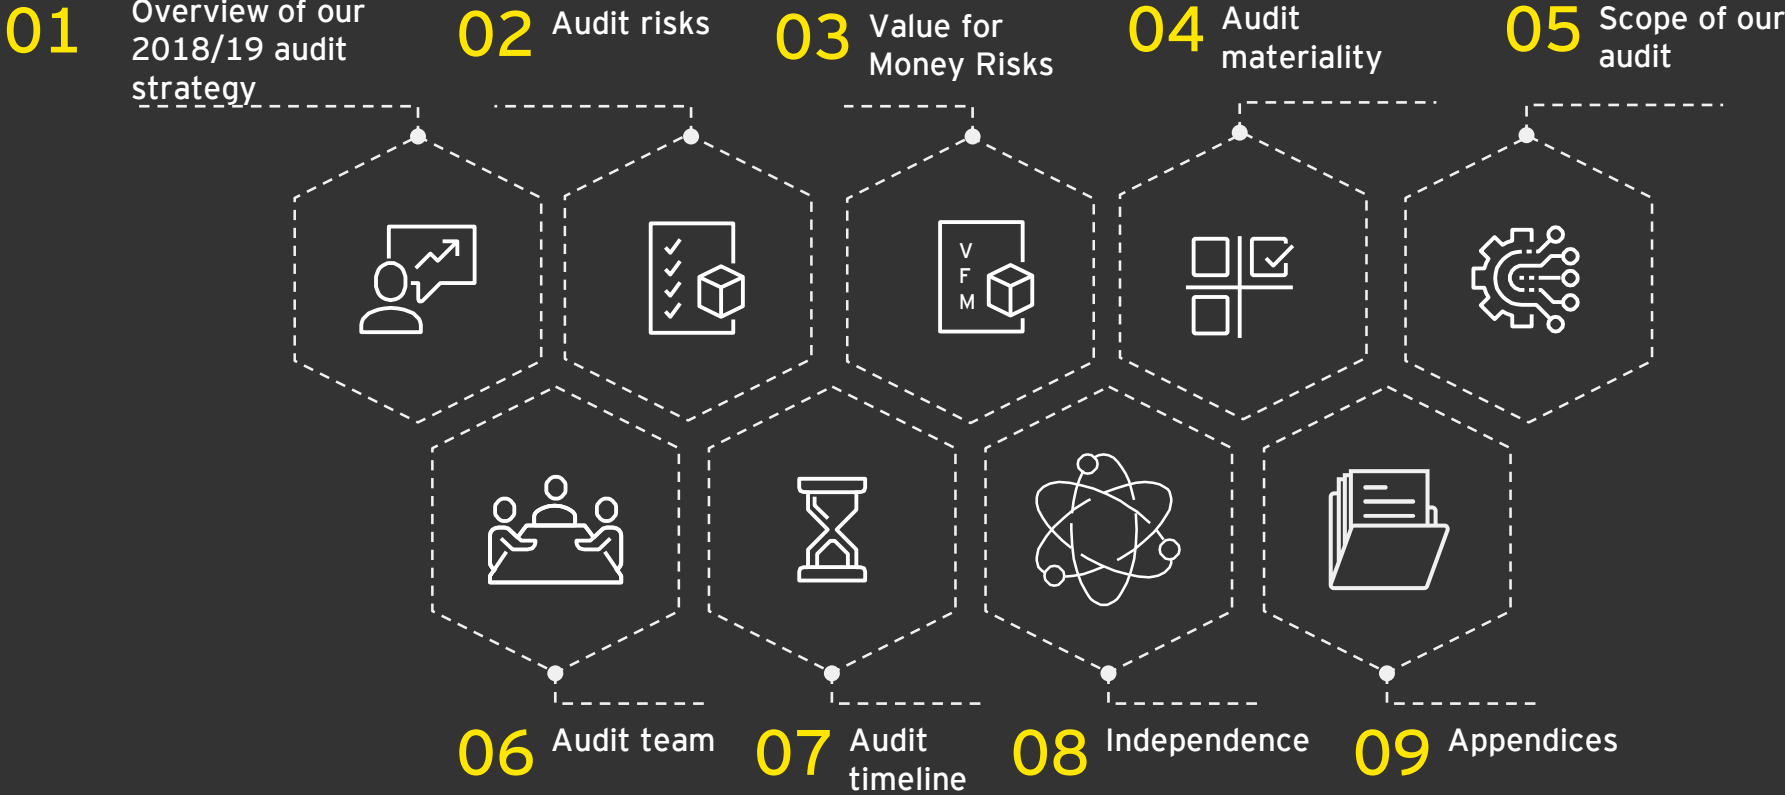 01
Overview of our
2018/19 audit
strategy
02
Audit risks
03
Value for
Money Risks
04
Audit
materiality
05
Scope of our
audit
V
F
M
06
Audit team
07
Audit
timeline
08
Independence
09
Appendices